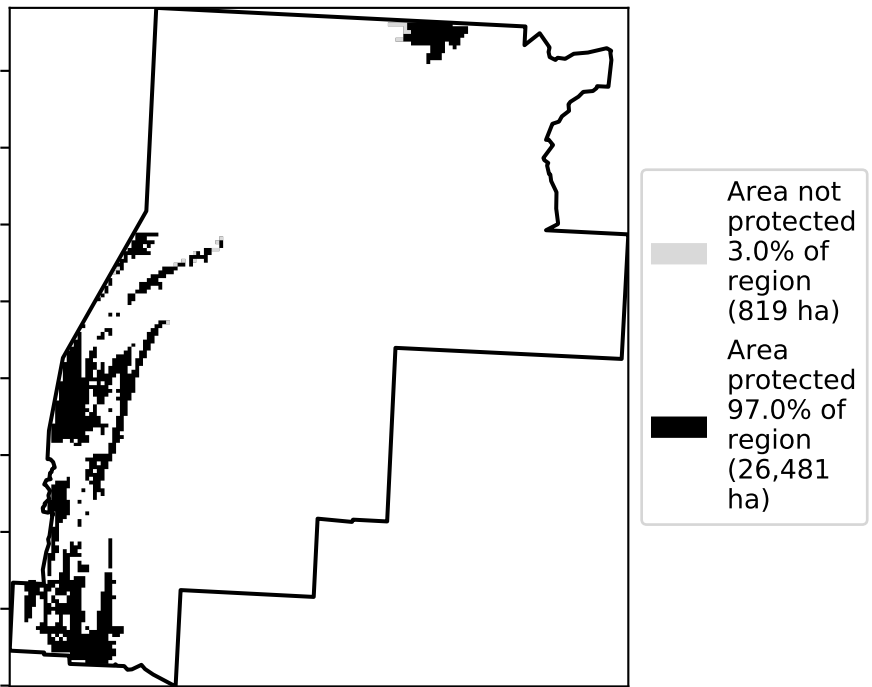 Area not
protected
3.0% of
region
(819 ha)
Area
protected
97.0% of
region
(26,481
ha)